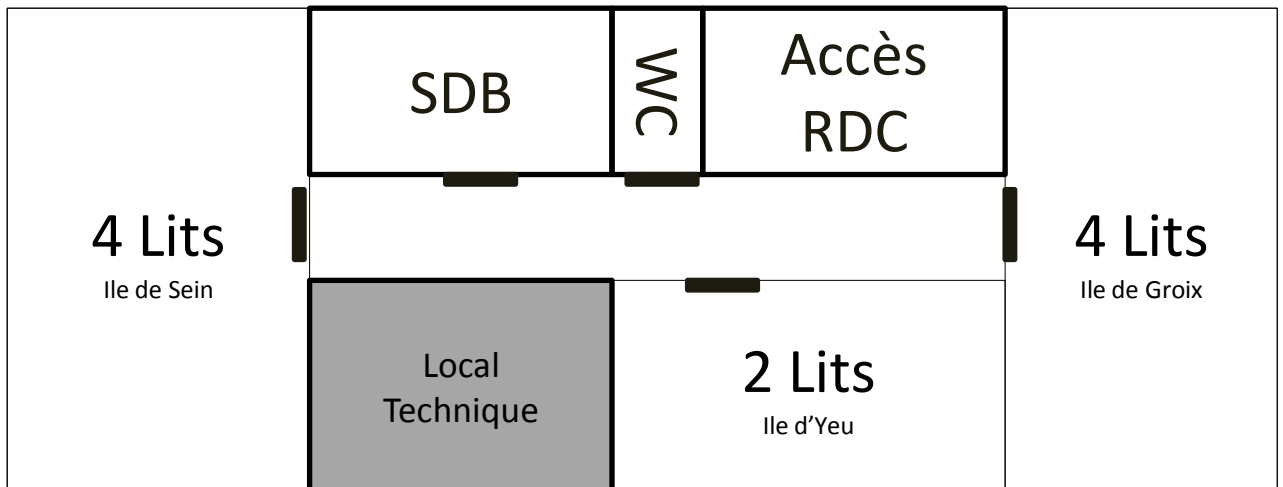 SDB
WC
Accès
RDC
4 Lits
Ile de Sein
4 Lits
Ile de Groix
Local
Technique
2 Lits
Ile d’Yeu